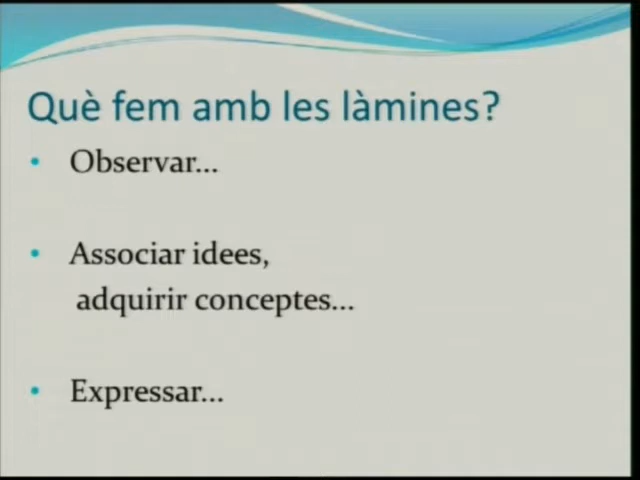 Què fem amb les làmines?
• Observar...
• Associar idees,
adquirir conceptes...
• Expressar...